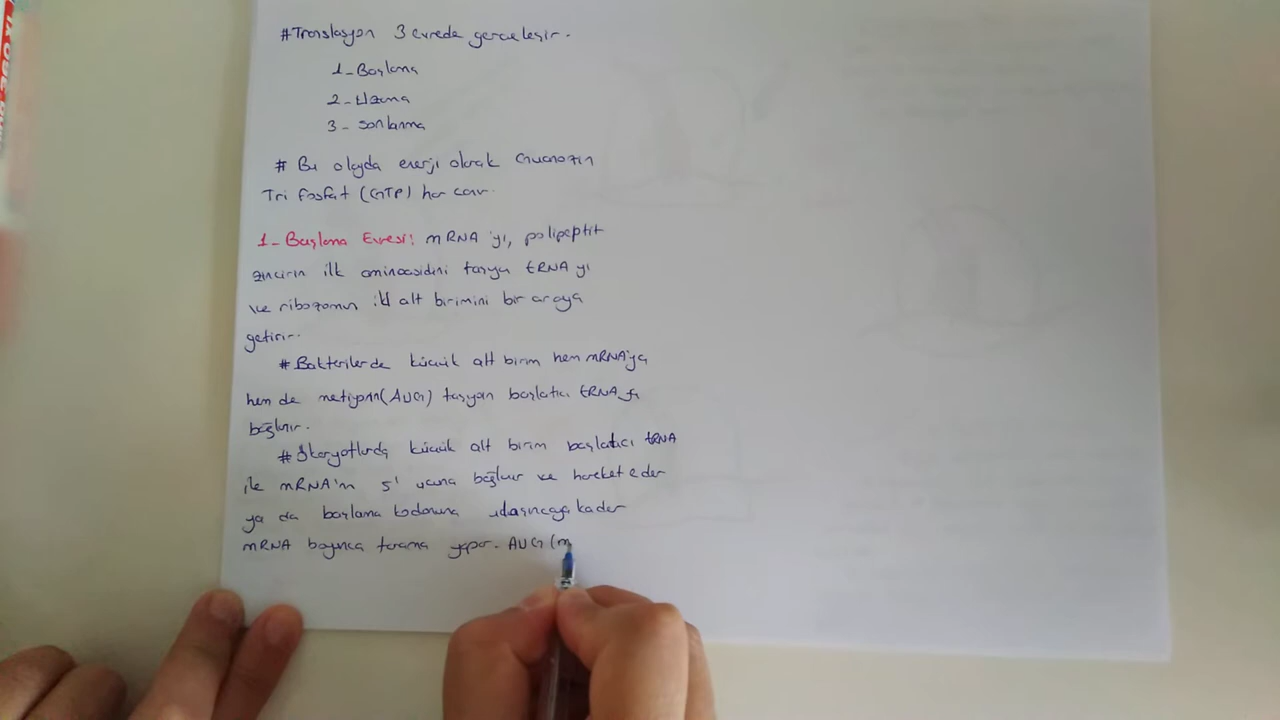 #Translasyon 3 evrede gerçeleşir.
1-Başlama
2-Uzama
3-Sonlanma
# Bu olayda enerji olarak Guanozin
Tri fosfat (GTP) harcanır.
1-Başlama Evresi: mRNA'yı, polipeptit
zincirin ilk aminoasidini taşıyan tRNA yı
ve ribozomun iki alt birimini bir araya
getirir.
#Bakterilerde küçük alt birim hem mRNA'ya
hem de metiyonin(AUG) taşıyan başlatıcı tRNA ya
bağlanır.
#Ökaryotlarda küçük alt birim başlatıcı tRNA
ile mRNA'nın 5' ucuna bağlanır ve hareket eder
ya da başlama kodonuna ulaşıncaya kadar
mRNA boyunca tarama yapar. AUG (m